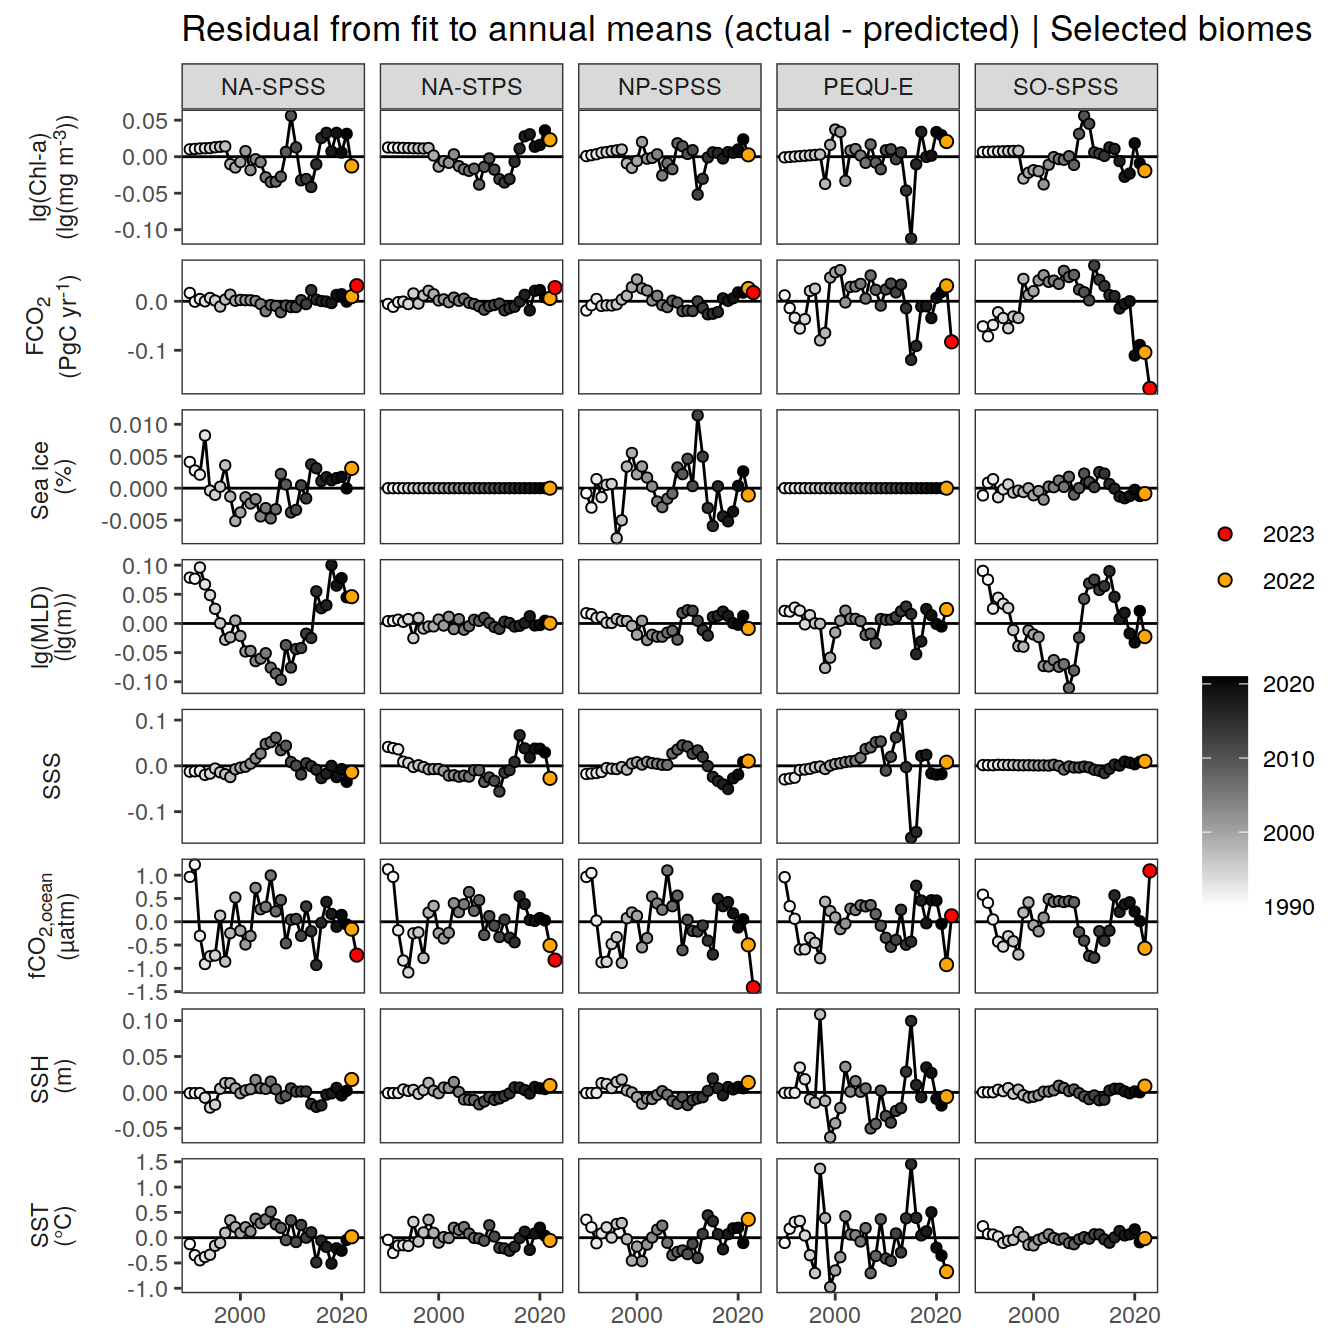 Residual from fit to annual means (actual - predicted) | Selected biomes
NA-SPSS NA-STPS NP-SPSS PEQU-E SO-SPSS
lg(Chl-a)
(lg(mg m⁻³))
0.05
0.00
-0.05
-0.10
FCO₂
(PgC yr⁻¹)
0.0
-0.1
Sea ice
(%)
0.010
0.005
0.000
-0.005
lg(MLD)
(lg(m))
0.10
0.05
0.00
-0.05
-0.10
SSS
0.1
0.0
-0.1
fCO₂,ocean
(µatm)
1.0
0.5
0.0
-0.5
-1.0
-1.5
SSH
(m)
0.10
0.05
0.00
-0.05
SST
(°C)
1.5
1.0
0.5
0.0
-0.5
-1.0
2000 2020 2000 2020 2000 2020 2000 2020 2000 2020
2023
2022
2020
2010
2000
1990